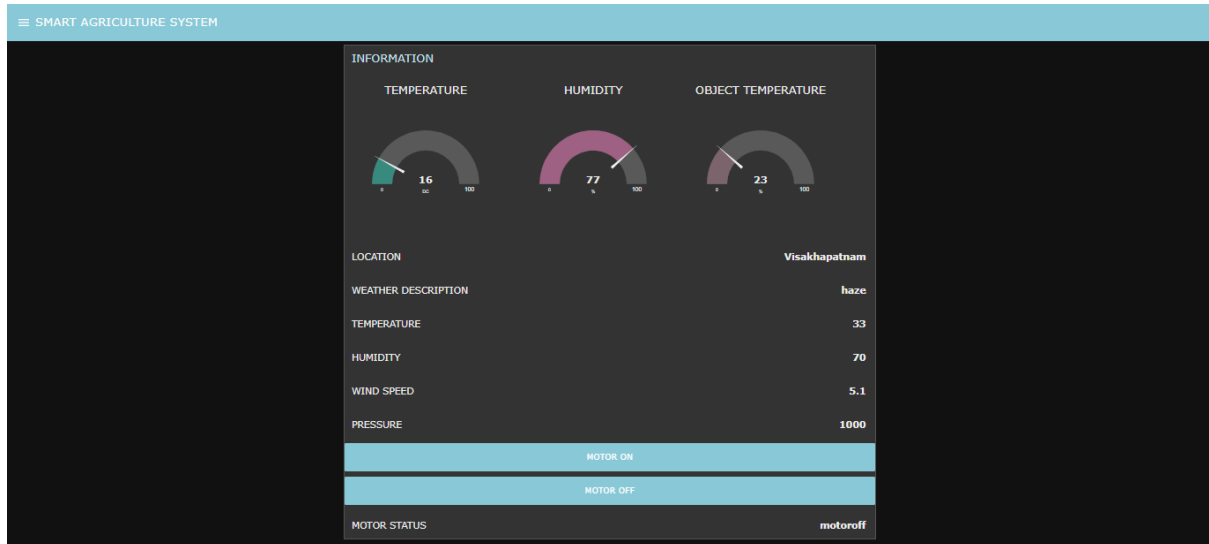 ≡ SMART AGRICULTURE SYSTEM
INFORMATION
TEMPERATURE HUMIDITY OBJECT TEMPERATURE
16 77 23
0 DC 100 0 % 100 0 % 100
LOCATION Visakhapatnam
WEATHER DESCRIPTION haze
TEMPERATURE 33
HUMIDITY 70
WIND SPEED 5.1
PRESSURE 1000
MOTOR ON
MOTOR OFF
MOTOR STATUS motoroff